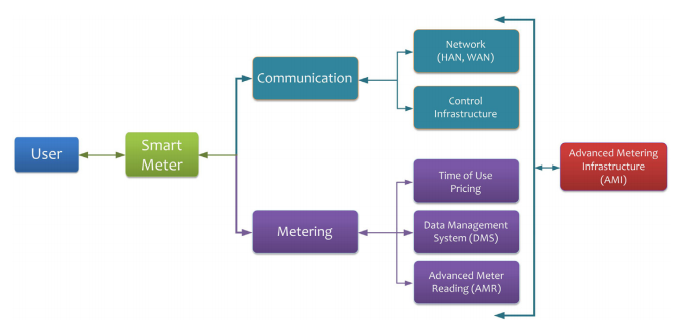 User
Smart
Meter
Communication
Metering
Network
(HAN, WAN)
Control
Infrastructure
Time of Use
Pricing
Data Management
System (DMS)
Advanced Meter
Reading (AMR)
Advanced Metering
Infrastructure
(AMI)